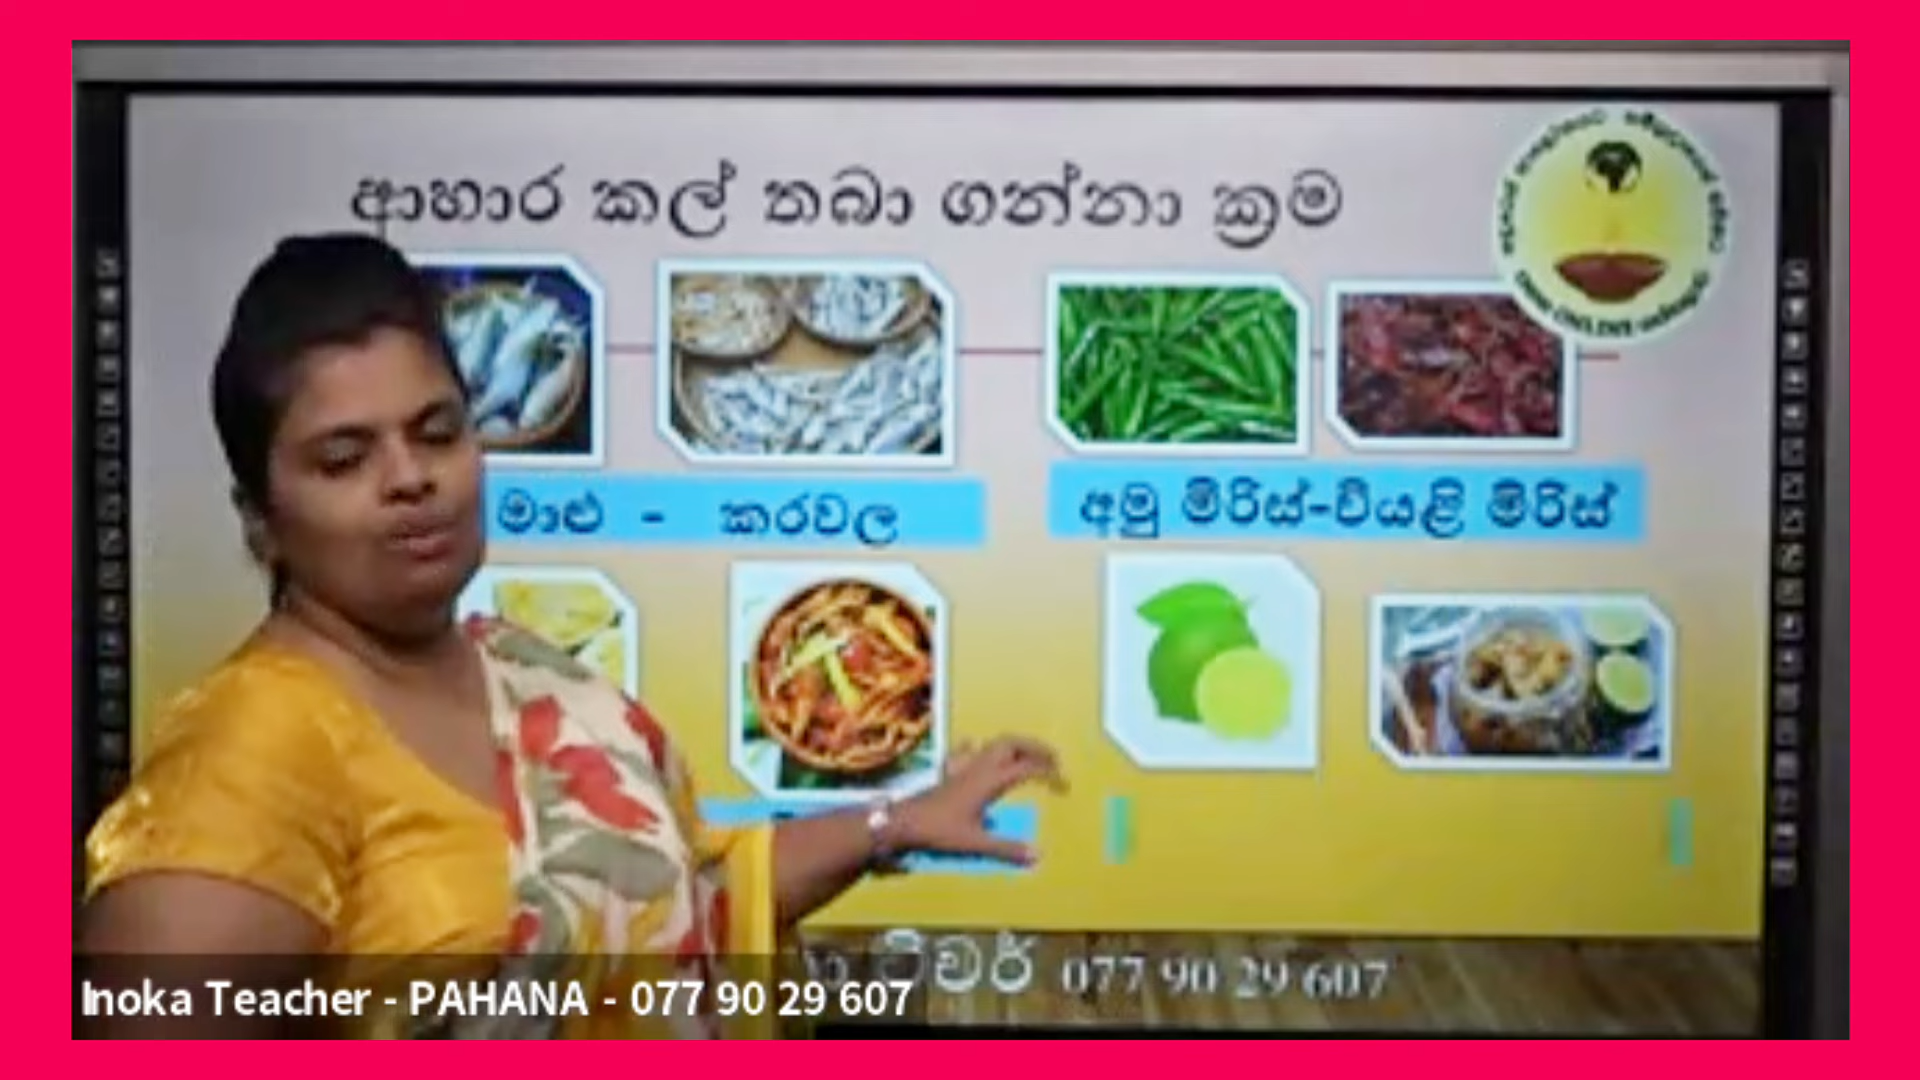 ආහාර කල් තබා ගන්නා ක්‍රම
මාළු - කරවල
අමු මිරිස්-වියළි මිරිස්
ටීචර් 077 90 29 607
Inoka Teacher - PAHANA - 077 90 29 607